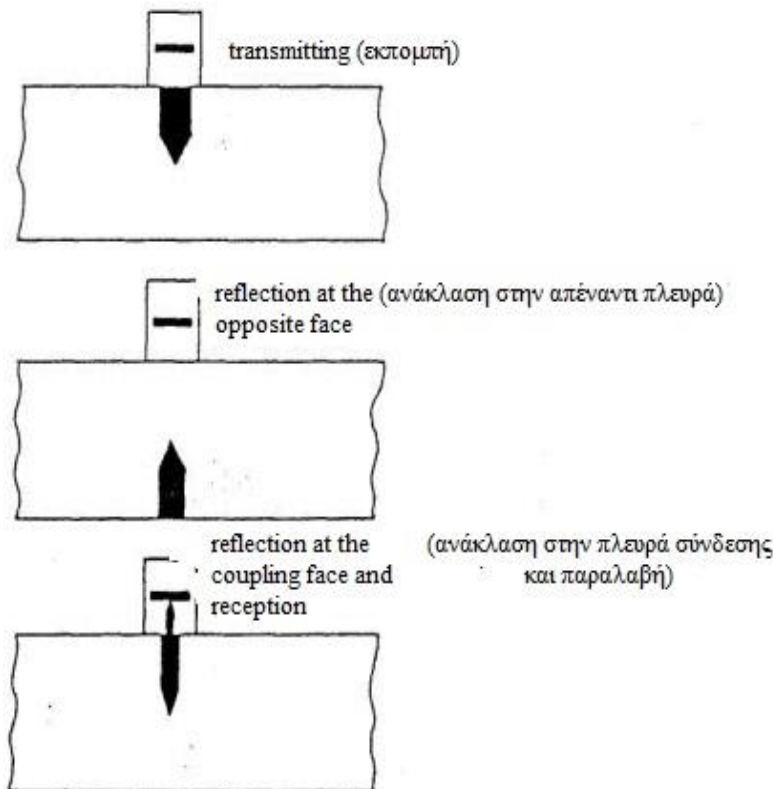 transmitting (εκπομπή)
reflection at the (ανάκλαση στην απέναντι πλευρά)
opposite face
reflection at the (ανάκλαση στην πλευρά σύνδεσης
coupling face and και παραλαβή)
reception